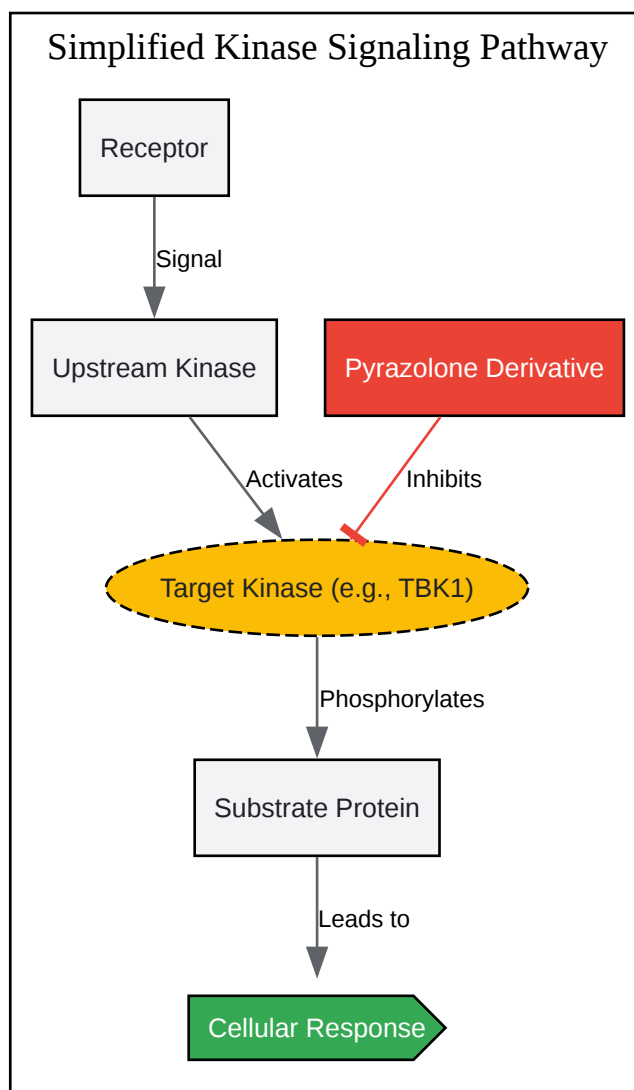 Simplified Kinase Signaling Pathway
Receptor
Signal
Upstream Kinase
Pyrazolone Derivative
Activates
Inhibits
Target Kinase (e.g., TBK1)
Phosphorylates
Substrate Protein
Leads to
Cellular Response